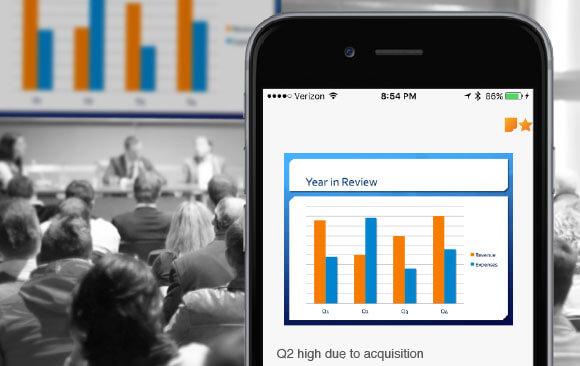 Verizon 8:54 PM 86%
Year in Review
Revenue
Expenses
Q1 Q2 Q3 Q4
Q2 high due to acquisition